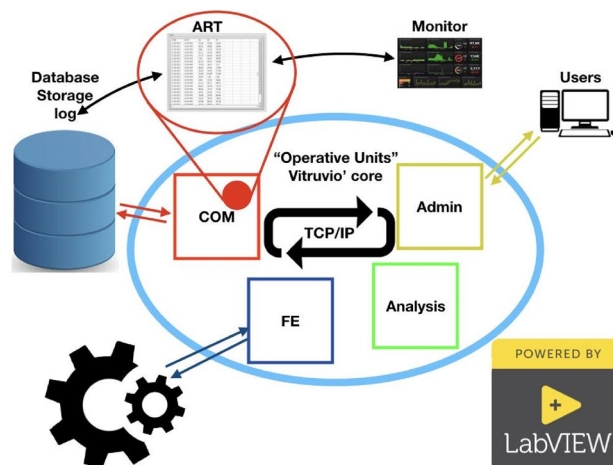 ART
Monitor
Database
Storage
log
Users
"Operative Units"
Vitruvio' core
COM
TCP/IP
Admin
FE
Analysis
POWERED BY
LabVIEW